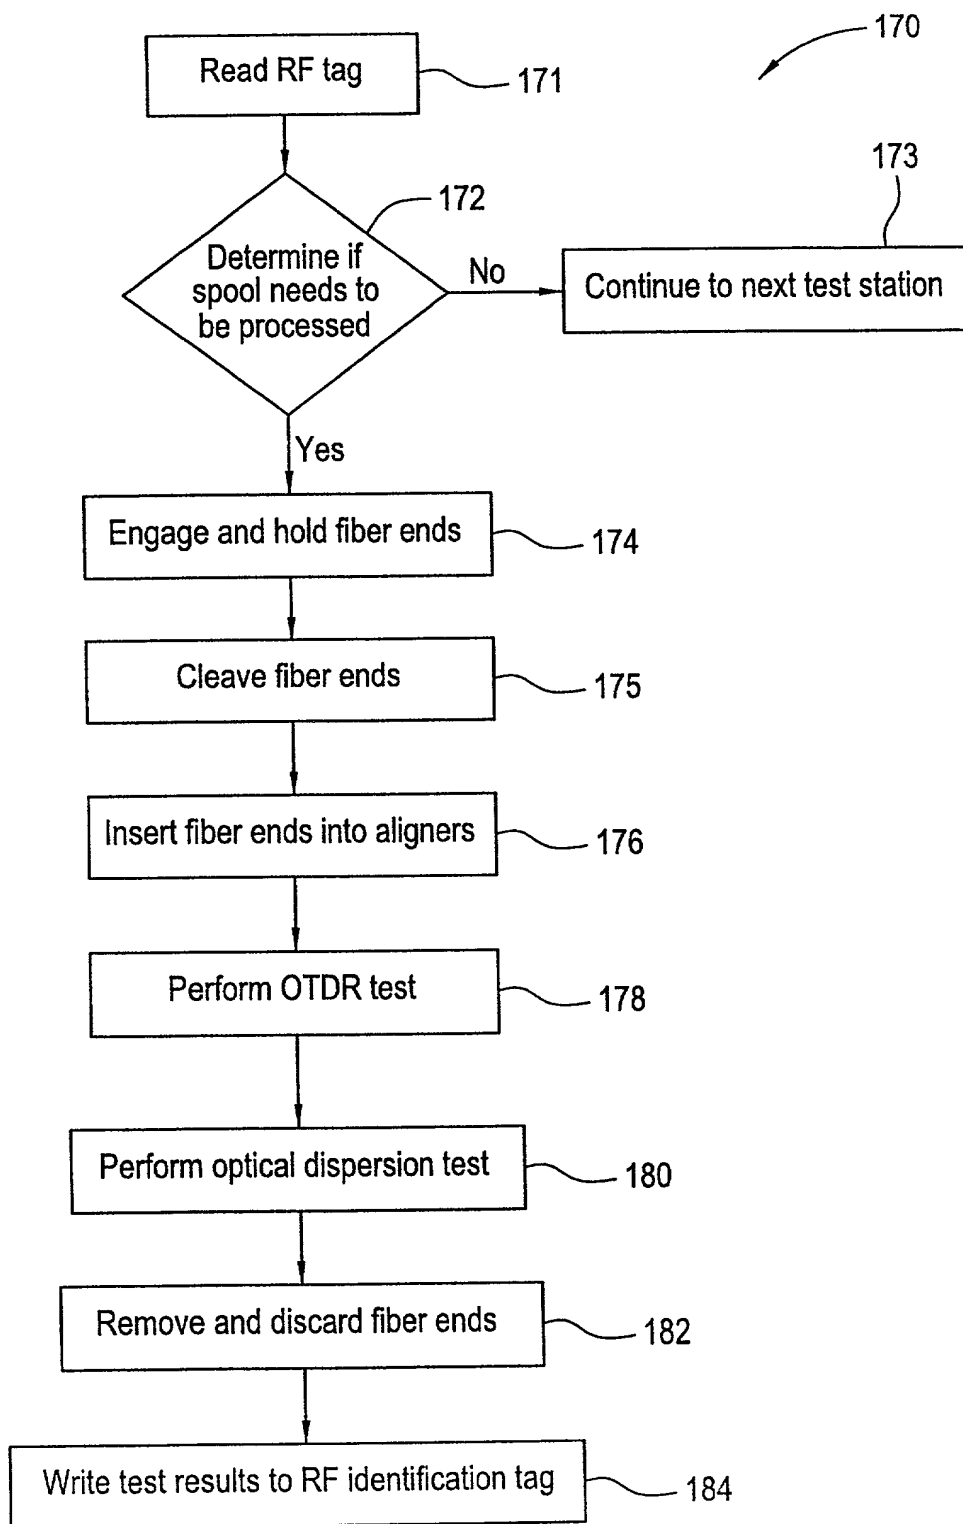 170
Read RF tag
171
173
172
Determine if
spool needs to
be processed
No
Continue to next test station
Yes
Engage and hold fiber ends
174
Cleave fiber ends
175
Insert fiber ends into aligners
176
Perform OTDR test
178
Perform optical dispersion test
180
Remove and discard fiber ends
182
Write test results to RF identification tag
184